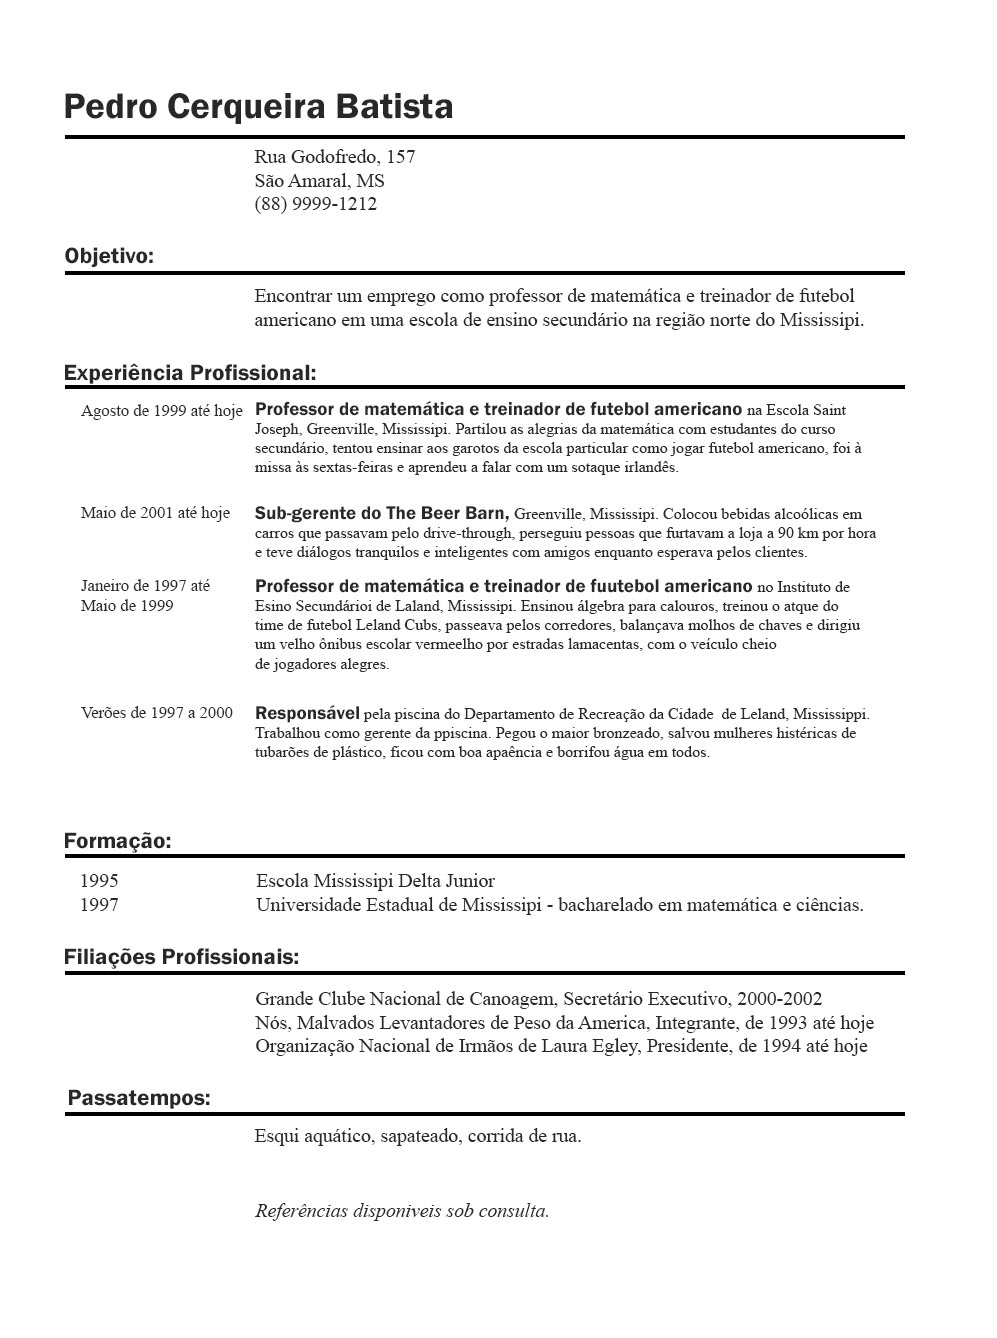 Pedro Cerqueira Batista
Rua Godofredo, 157
São Amaral, MS
(88) 9999-1212
Objetivo:
Encontrar um emprego como professor de matemática e treinador de futebol
americano em uma escola de ensino secundário na região norte do Mississipi.
Experiência Profissional:
Agosto de 1999 até hoje Professor de matemática e treinador de futebol americano na Escola Saint
Joseph, Greenville, Mississipi. Partilou as alegrias da matemática com estudantes do curso
secundário, tentou ensinar aos garotos da escola particular como jogar futebol americano, foi à
missa às sextas-feiras e aprendeu a falar com um sotaque irlandês.
Maio de 2001 até hoje Sub-gerente do The Beer Barn, Greenville, Mississipi. Colocou bebidas alcoólicas em
carros que passavam pelo drive-through, perseguiu pessoas que furtavam a loja a 90 km por hora
e teve diálogos tranquilos e inteligentes com amigos enquanto esperava pelos clientes.
Janeiro de 1997 até Professor de matemática e treinador de fuutebol americano no Instituto de
Maio de 1999 Esino Secundárioi de Laland, Mississipi. Ensinou álgebra para calouros, treinou o atque do
time de futebol Leland Cubs, passeava pelos corredores, balançava molhos de chaves e dirigiu
um velho ônibus escolar vermeelho por estradas lamacentas, com o veículo cheio
de jogadores alegres.
Verões de 1997 a 2000 Responsável pela piscina do Departamento de Recreação da Cidade de Leland, Mississippi.
Trabalhou como gerente da ppiscina. Pegou o maior bronzeado, salvou mulheres histéricas de
tubarões de plástico, ficou com boa apaência e borrifou água em todos.
Formação:
1995 Escola Mississipi Delta Junior
1997 Universidade Estadual de Mississipi - bacharelado em matemática e ciências.
Filiações Profissionais:
Grande Clube Nacional de Canoagem, Secretário Executivo, 2000-2002
Nós, Malvados Levantadores de Peso da America, Integrante, de 1993 até hoje
Organização Nacional de Irmãos de Laura Egley, Presidente, de 1994 até hoje
Passatempos:
Esqui aquático, sapateado, corrida de rua.
Referências disponiveis sob consulta.